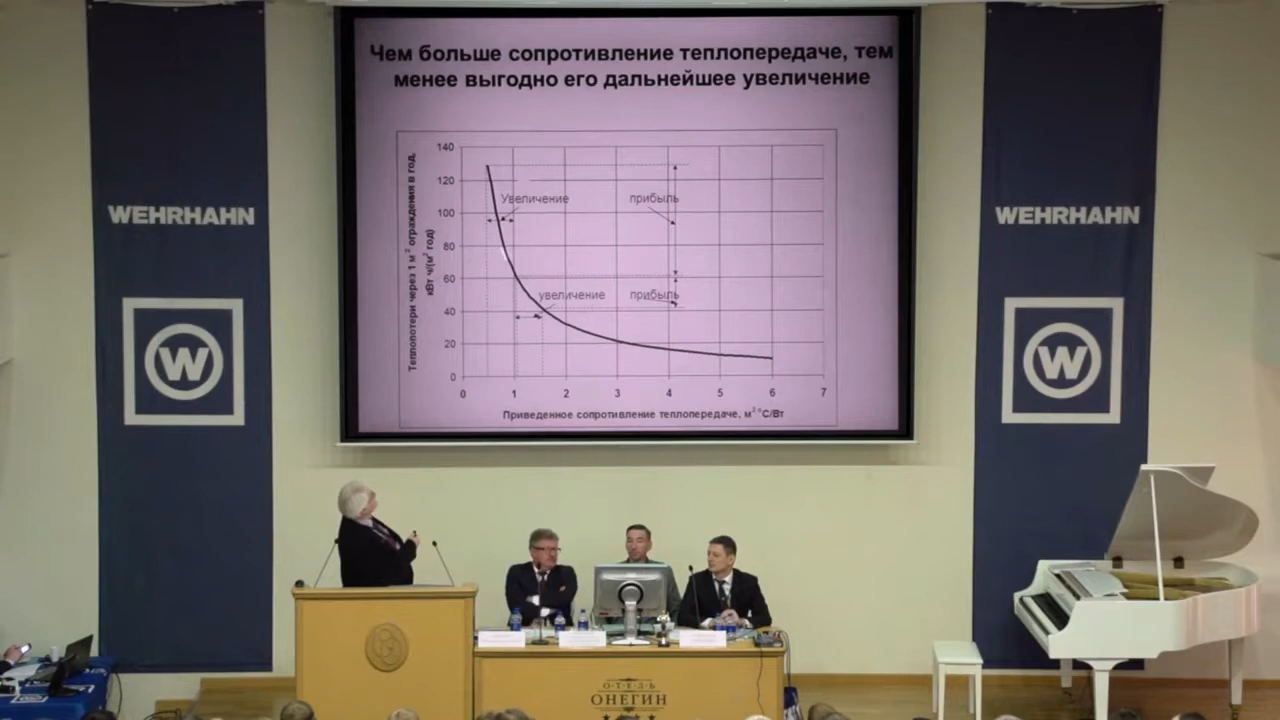 Чем больше сопротивление теплопередаче, тем
менее выгодно его дальнейшее увеличение
Теплопотери через 1 м² ограждения в год,
кВт ч/(м² год)
140
120
100
80
60
40
20
0
Увеличение
прибыль
увеличение
прибыль
0 1 2 3 4 5 6 7
Приведенное сопротивление теплопередаче, м² °С/Вт
WEHRHAHN
W
WEHRHAHN
W
ОТЕЛЬ
ОНЕГИН